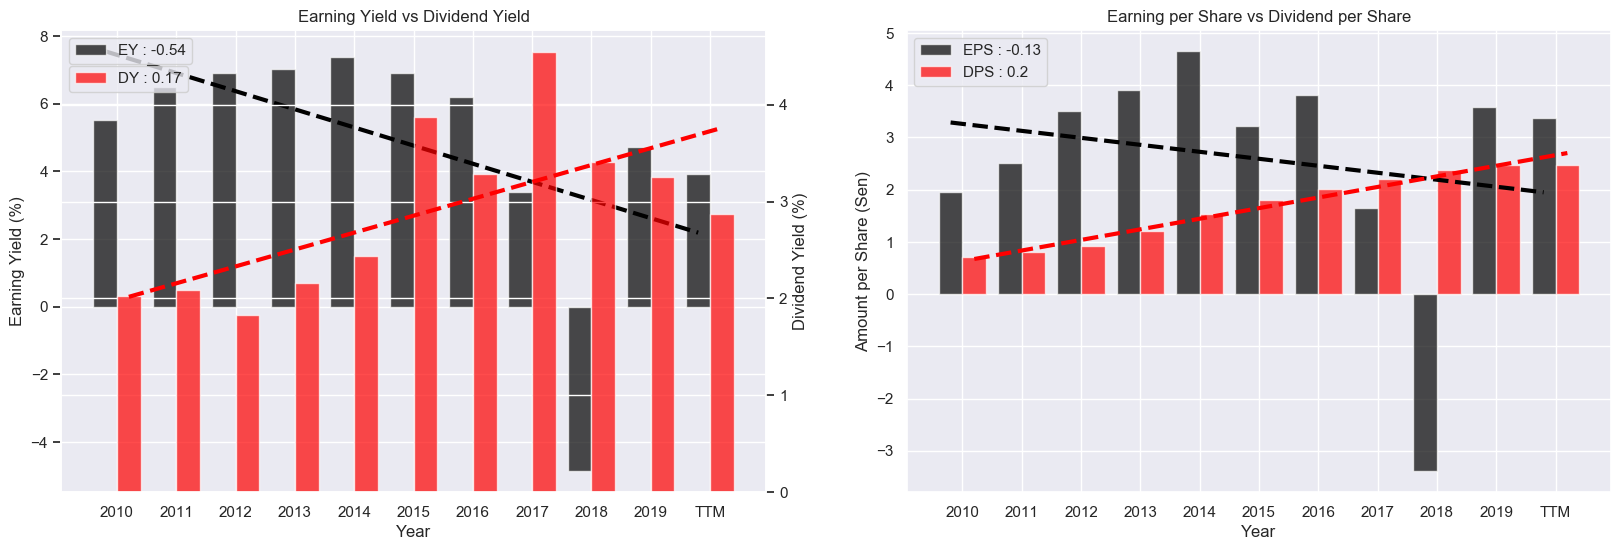 Earning Yield vs Dividend Yield
EY : -0.54
DY : 0.17
8
6
4
2
0
−2
−4
Earning Yield (%)
4
3
2
1
0
Dividend Yield (%)
2010 2011 2012 2013 2014 2015 2016 2017 2018 2019 TTM
Year
Earning per Share vs Dividend per Share
EPS : -0.13
DPS : 0.2
5
4
3
2
1
0
−1
−2
−3
Amount per Share (Sen)
2010 2011 2012 2013 2014 2015 2016 2017 2018 2019 TTM
Year